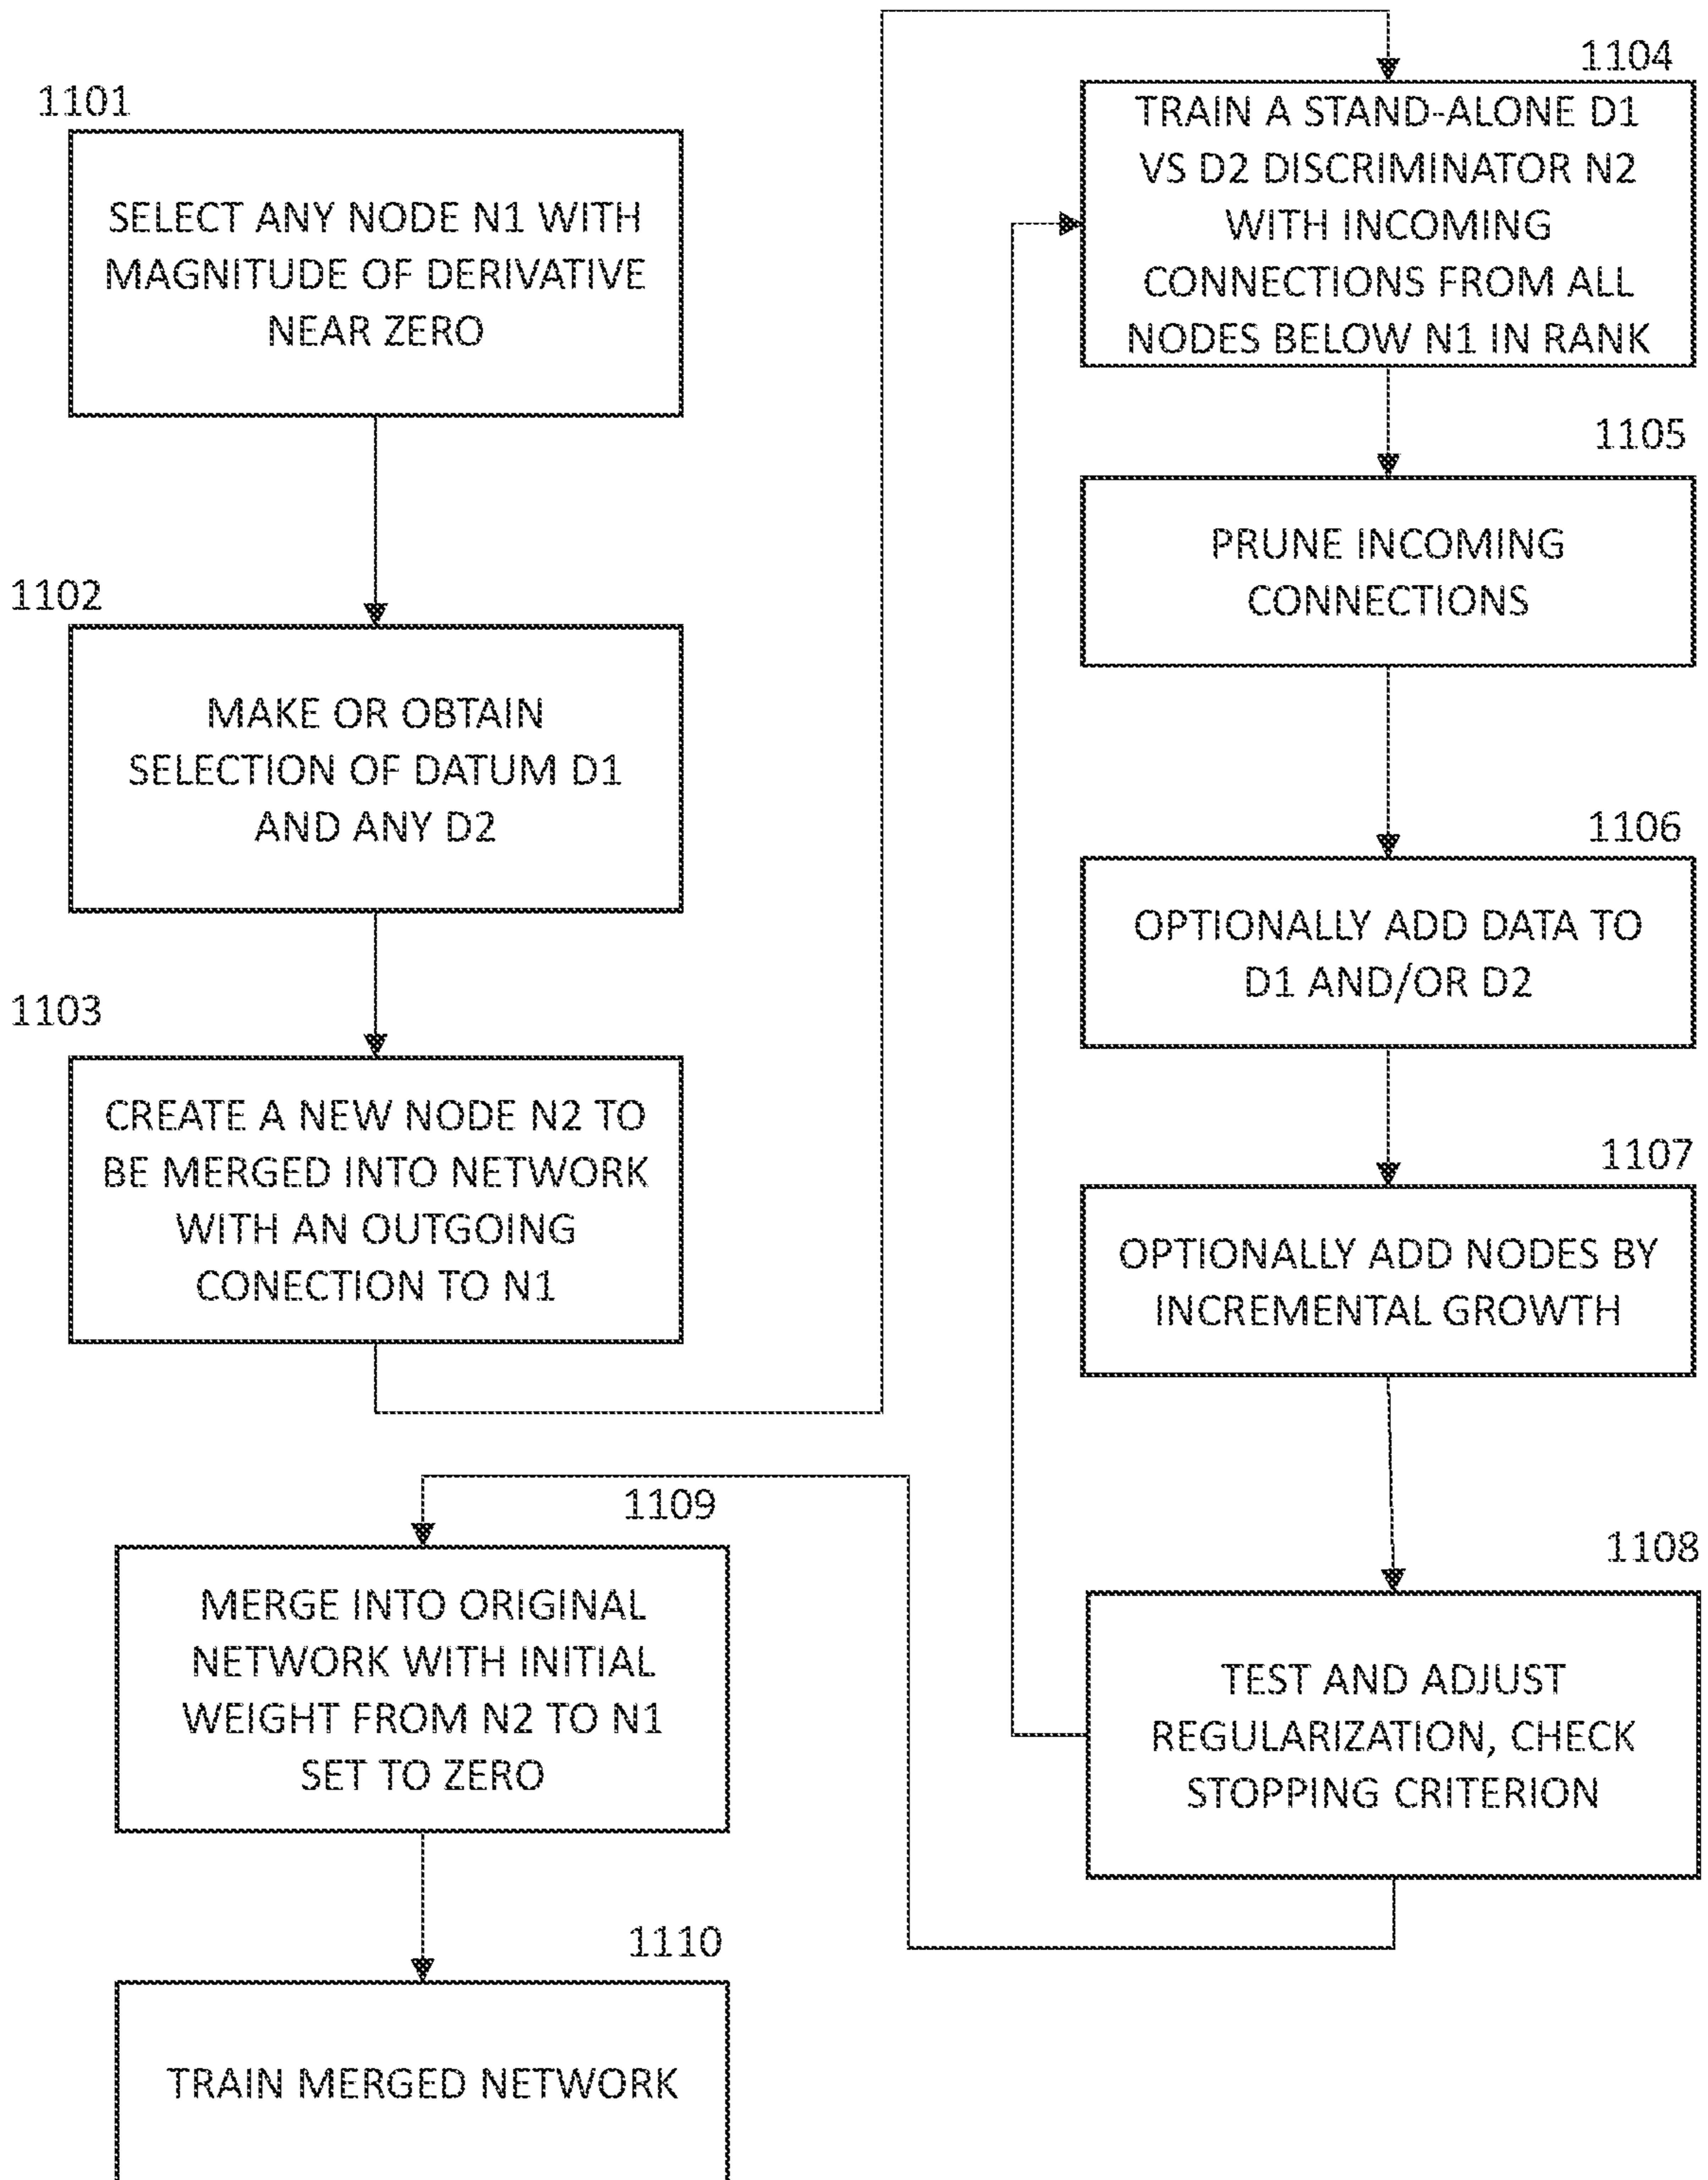 1101
SELECT ANY NODE N1 WITH
MAGNITUDE OF DERIVATIVE
NEAR ZERO
1102
MAKE OR OBTAIN
SELECTION OF DATUM D1
AND ANY D2
1103
CREATE A NEW NODE N2 TO
BE MERGED INTO NETWORK
WITH AN OUTGOING
CONECTION TO N1
1104
TRAIN A STAND-ALONE D1
VS D2 DISCRIMINATOR N2
WITH INCOMING
CONNECTIONS FROM ALL
NODES BELOW N1 IN RANK
1105
PRUNE INCOMING
CONNECTIONS
1106
OPTIONALLY ADD DATA TO
D1 AND/OR D2
1107
OPTIONALLY ADD NODES BY
INCREMENTAL GROWTH
1108
TEST AND ADJUST
REGULARIZATION, CHECK
STOPPING CRITERION
1109
MERGE INTO ORIGINAL
NETWORK WITH INITIAL
WEIGHT FROM N2 TO N1
SET TO ZERO
1110
TRAIN MERGED NETWORK